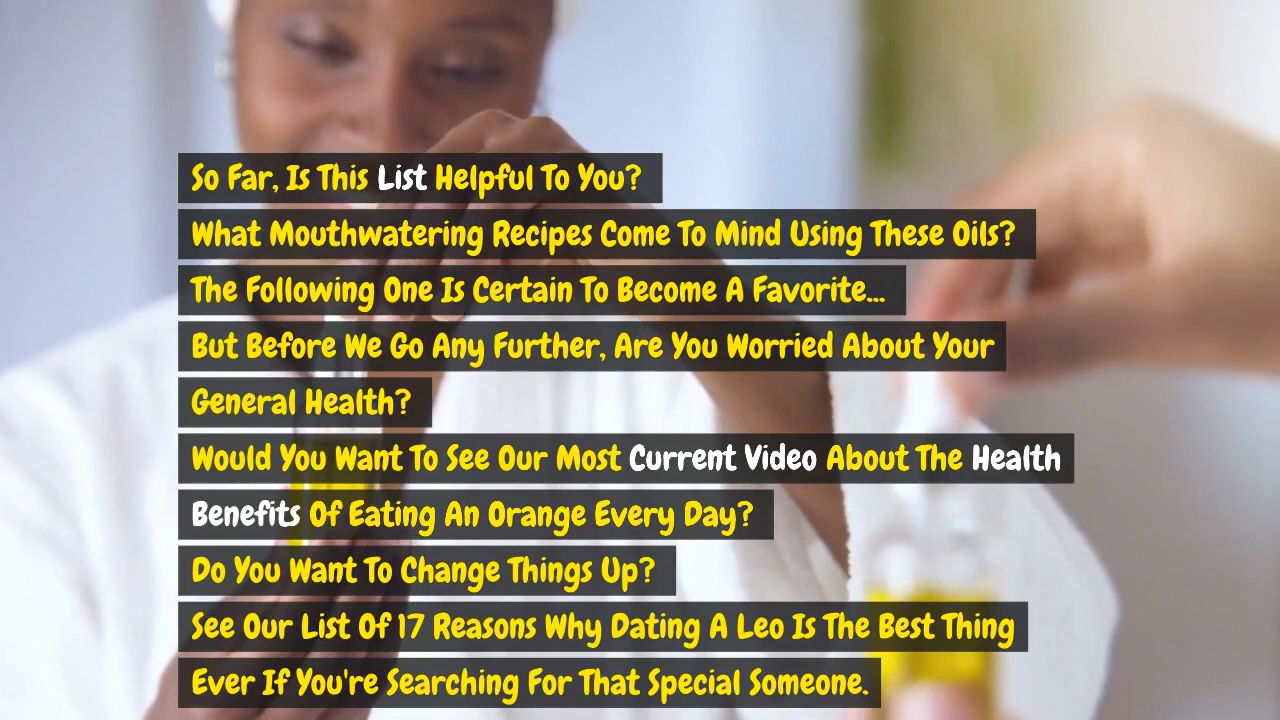 So Far, Is This List Helpful To You?
What Mouthwatering Recipes Come To Mind Using These Oils?
The Following One Is Certain To Become A Favorite...
But Before We Go Any Further, Are You Worried About Your
General Health?
Would You Want To See Our Most Current Video About The Health
Benefits Of Eating An Orange Every Day?
Do You Want To Change Things Up?
See Our List Of 17 Reasons Why Dating A Leo Is The Best Thing
Ever If You're Searching For That Special Someone.